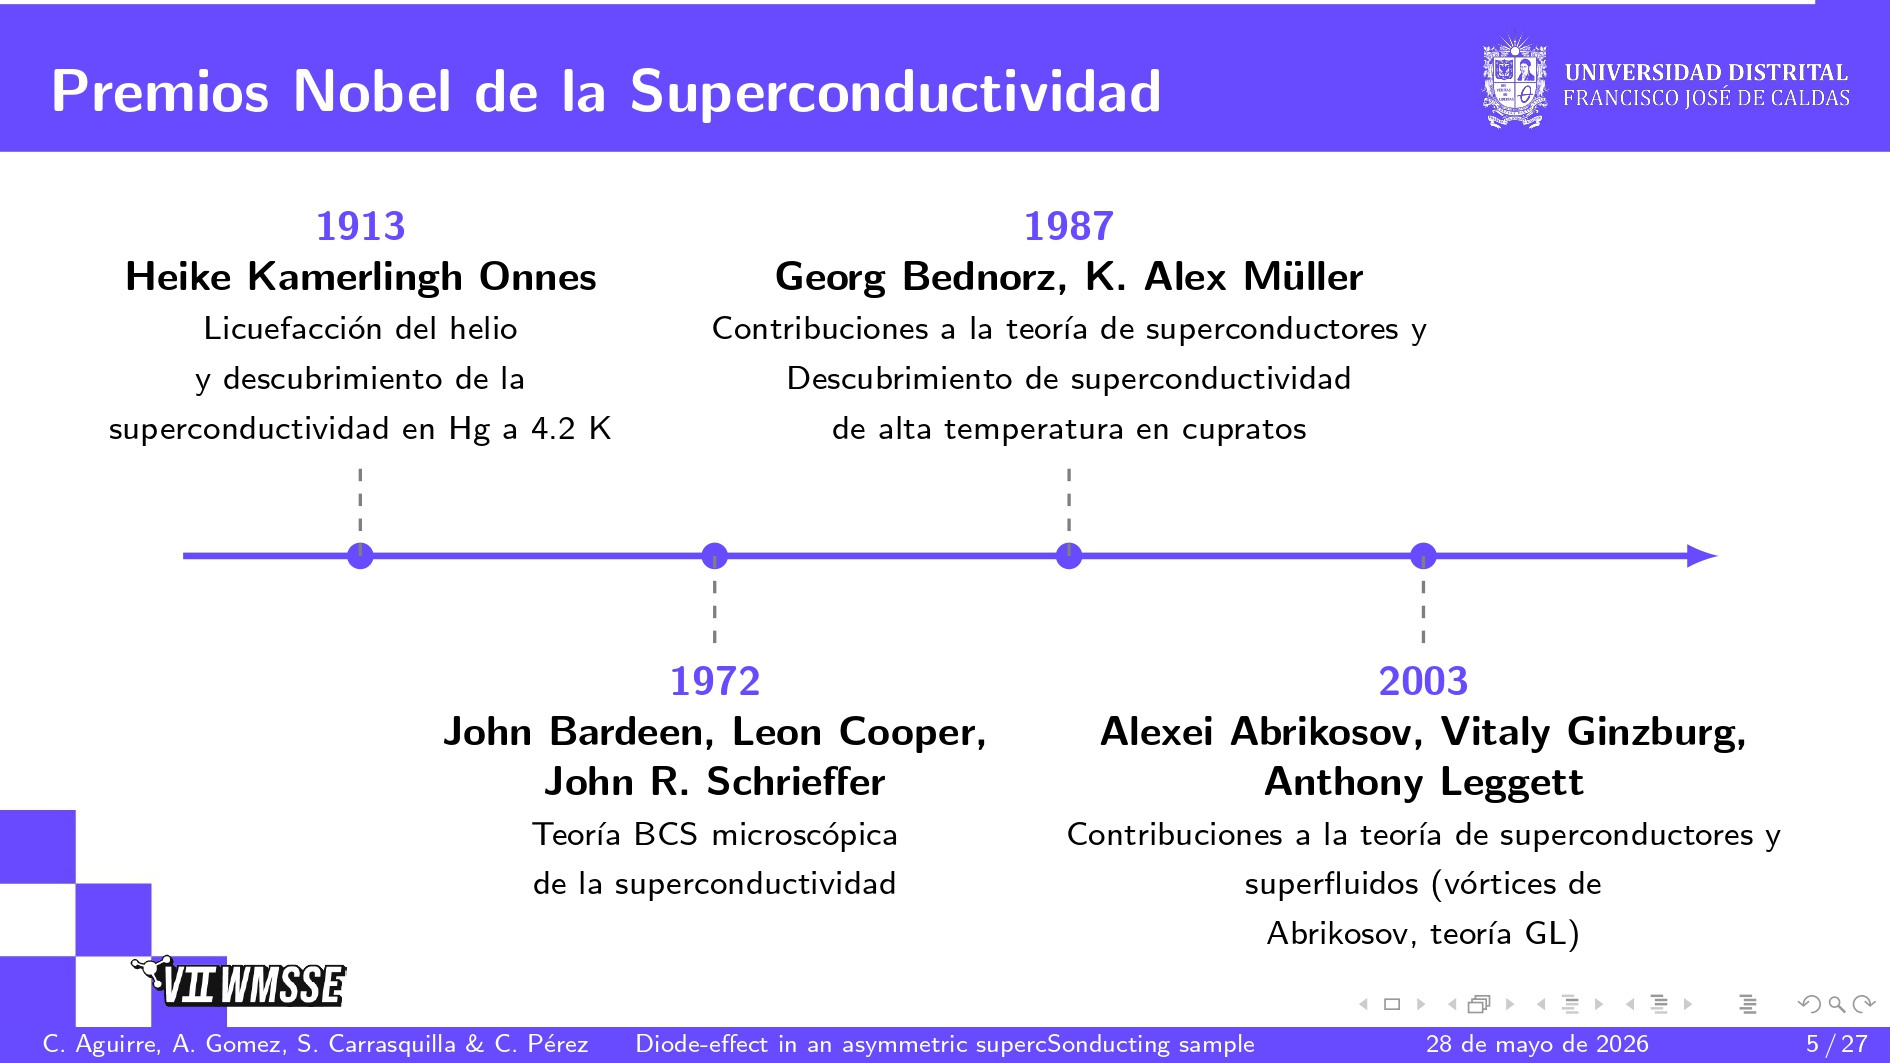 Premios Nobel de la Superconductividad
UNIVERSIDAD DISTRITAL
FRANCISCO JOSÉ DE CALDAS
1913
Heike Kamerlingh Onnes
Licuefacción del helio
y descubrimiento de la
superconductividad en Hg a 4.2 K
1987
Georg Bednorz, K. Alex Müller
Contribuciones a la teoría de superconductores y
Descubrimiento de superconductividad
de alta temperatura en cupratos
1972
John Bardeen, Leon Cooper,
John R. Schrieffer
Teoría BCS microscópica
de la superconductividad
2003
Alexei Abrikosov, Vitaly Ginzburg,
Anthony Leggett
Contribuciones a la teoría de superconductores y
superfluidos (vórtices de
Abrikosov, teoría GL)
VII WMSSE
C. Aguirre, A. Gomez, S. Carrasquilla & C. Pérez
Diode-effect in an asymmetric supercSonducting sample
28 de mayo de 2026
5 / 27